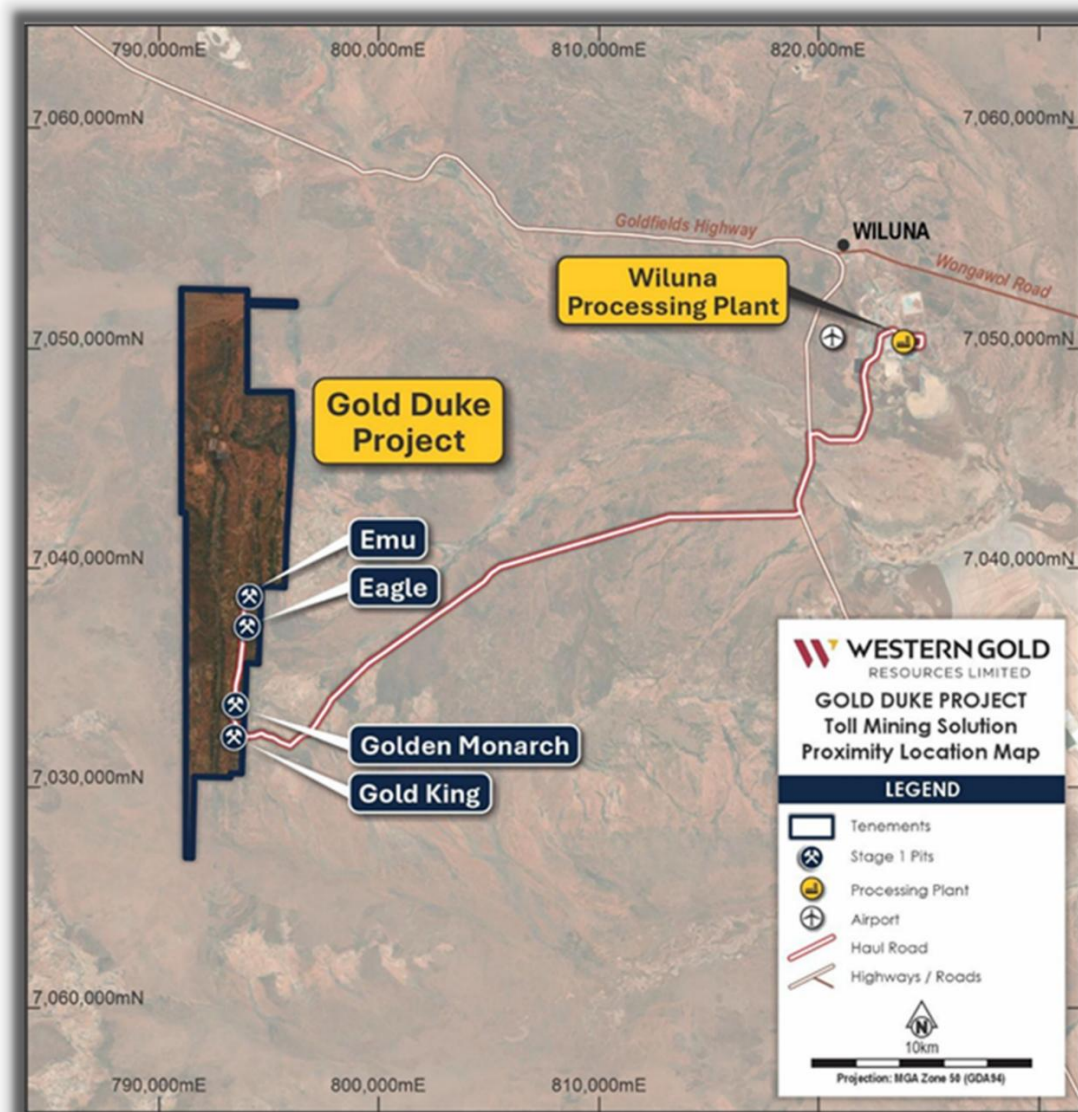 790,000mE
800,000mE
810,000mE
820,000mE
7,060,000mN
7,060,000mN
Goldfields Highway
WILUNA
Wongawol Road
Wiluna
Processing Plant
7,050,000mN
7,050,000mN
Gold Duke
Project
Emu
7,040,000mN
7,040,000mN
Eagle
Golden Monarch
7,030,000mN
Gold King
WESTERN GOLD
RESOURCES LIMITED
GOLD DUKE PROJECT
Toll Mining Solution
Proximity Location Map
LEGEND
Tenements
Stage 1 Pits
Processing Plant
Airport
Haul Road
Highways / Roads
N
10km
Projection: MGA Zone 50 (GDA94)
7,060,000mN
790,000mE
800,000mE
810,000mE